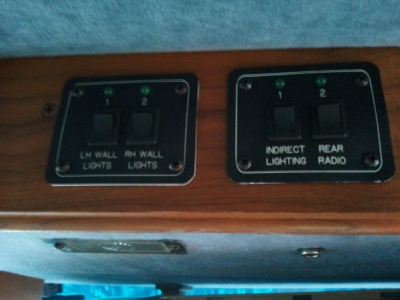 1 2
LH WALL RH WALL
LIGHTS LIGHTS
1 2
INDIRECT REAR
LIGHTING RADIO